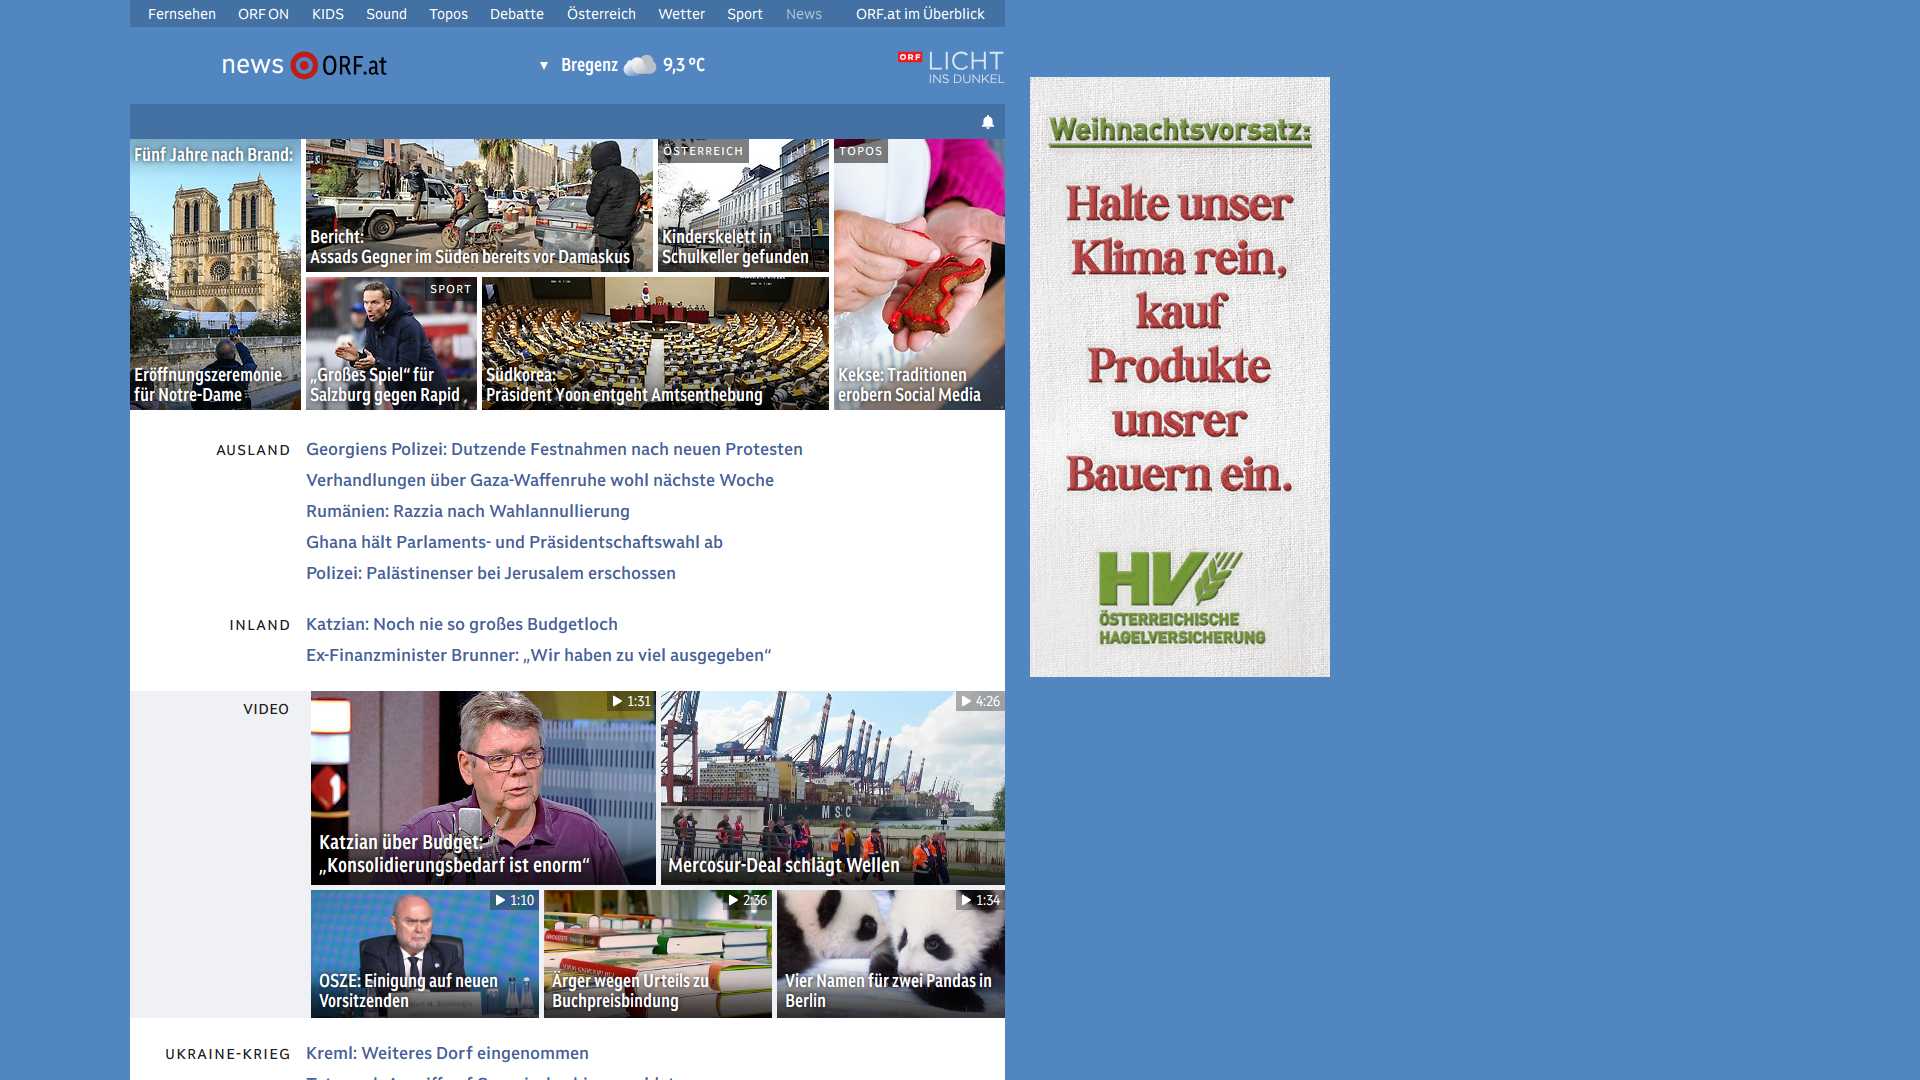 Fernsehen ORF ON KIDS Sound Topos Debatte Österreich Wetter Sport News ORF.at im Überblick
news ORF.at
▼ Bregenz 9,3 °C
ORF LICHT
INS DUNKEL
Fünf Jahre nach Brand:
Eröffnungszeremonie
für Notre-Dame
Bericht:
Assads Gegner im Süden bereits vor Damaskus
ÖSTERREICH
Kinderskelett in
Schulkeller gefunden
TOPOS
Kekse: Traditionen
erobern Social Media
SPORT
„Großes Spiel“ für
Salzburg gegen Rapid
Südkorea:
Präsident Yoon entgeht Amtsenthebung
AUSLAND
Georgiens Polizei: Dutzende Festnahmen nach neuen Protesten
Verhandlungen über Gaza-Waffenruhe wohl nächste Woche
Rumänien: Razzia nach Wahlannullierung
Ghana hält Parlaments- und Präsidentschaftswahl ab
Polizei: Palästinenser bei Jerusalem erschossen
INLAND
Katzian: Noch nie so großes Budgetloch
Ex-Finanzminister Brunner: „Wir haben zu viel ausgegeben“
VIDEO
1:31
Katzian über Budget:
„Konsolidierungsbedarf ist enorm“
4:26
MSC
Mercosur-Deal schlägt Wellen
1:10
OSZE: Einigung auf neuen
Vorsitzenden
2:36
Ärger wegen Urteils zu
Buchpreisbindung
1:34
Vier Namen für zwei Pandas in
Berlin
UKRAINE-KRIEG
Kreml: Weiteres Dorf eingenommen
Weihnachtsvorsatz:
Halte unser
Klima rein,
kauf
Produkte
unsrer
Bauern ein.
HV
ÖSTERREICHISCHE
HAGELVERSICHERUNG